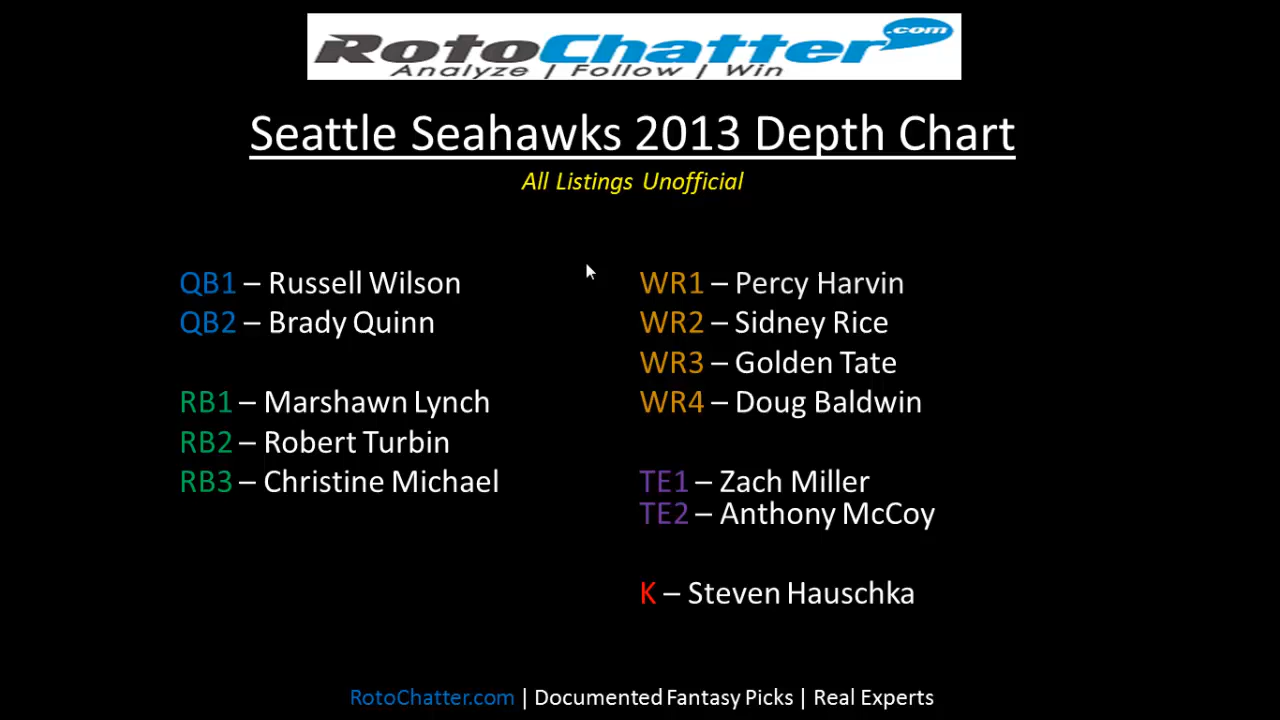 RotoChatter.com
Analyze | Follow | Win
Seattle Seahawks 2013 Depth Chart
All Listings Unofficial
QB1 – Russell Wilson
QB2 – Brady Quinn
RB1 – Marshawn Lynch
RB2 – Robert Turbin
RB3 – Christine Michael
WR1 – Percy Harvin
WR2 – Sidney Rice
WR3 – Golden Tate
WR4 – Doug Baldwin
TE1 – Zach Miller
TE2 – Anthony McCoy
K – Steven Hauschka
RotoChatter.com | Documented Fantasy Picks | Real Experts